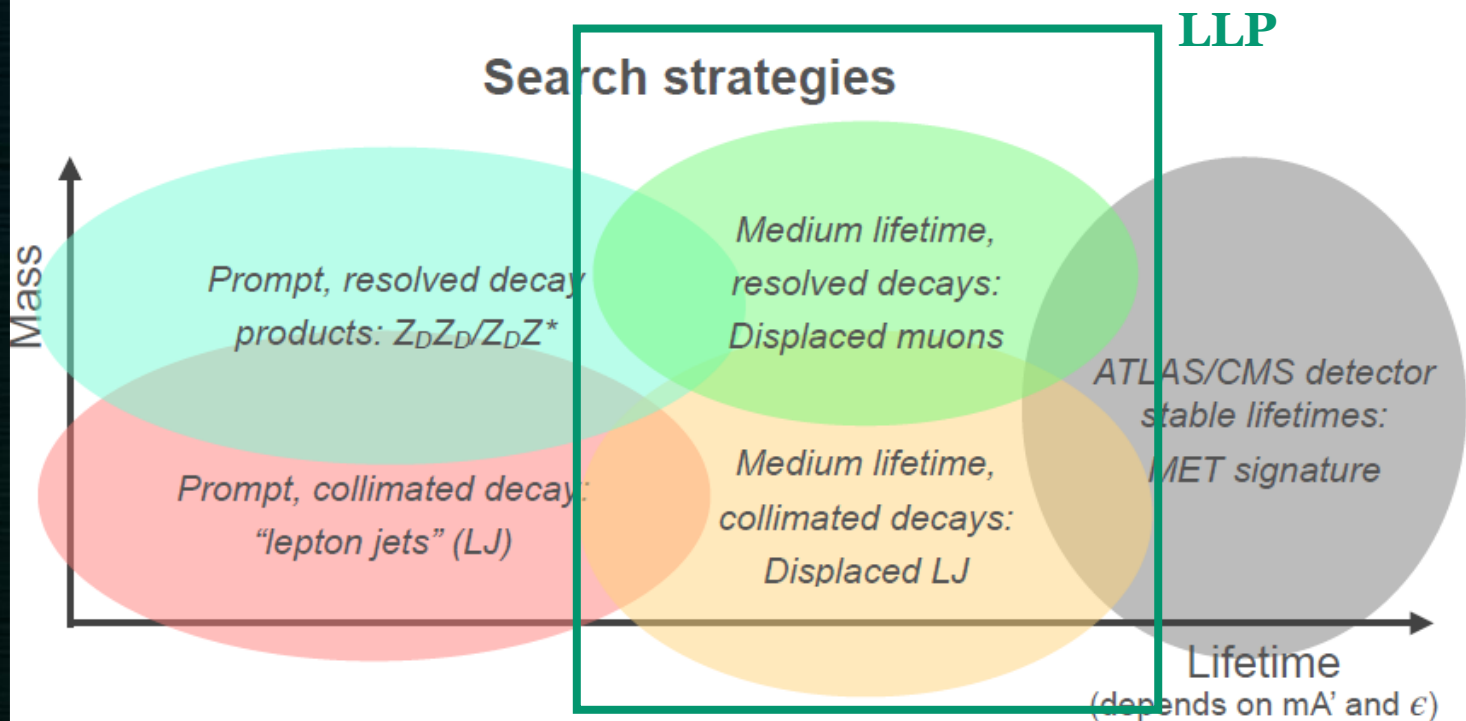 LLP
Search strategies
Mass
Prompt, resolved decay
products: Z_DZ_D/Z_DZ*
Medium lifetime,
resolved decays:
Displaced muons
ATLAS/CMS detector
stable lifetimes:
MET signature
Prompt, collimated decay:
“lepton jets” (LJ)
Medium lifetime,
collimated decays:
Displaced LJ
Lifetime
(depends on mA' and ϵ)